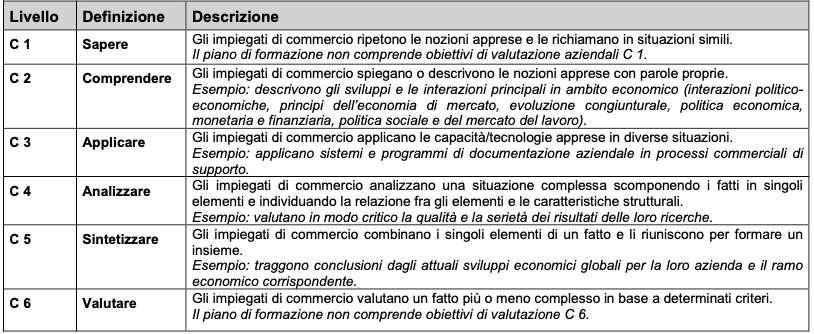 Livello Definizione Descrizione
C 1 Sapere Gli impiegati di commercio ripetono le nozioni apprese e le richiamano in situazioni simili.
Il piano di formazione non comprende obiettivi di valutazione aziendali C 1.
C 2 Comprendere Gli impiegati di commercio spiegano o descrivono le nozioni apprese con parole proprie.
Esempio: descrivono gli sviluppi e le interazioni principali in ambito economico (interazioni politico-
economiche, principi dell'economia di mercato, evoluzione congiunturale, politica economica,
monetaria e finanziaria, politica sociale e del mercato del lavoro).
C 3 Applicare Gli impiegati di commercio applicano le capacità/tecnologie apprese in diverse situazioni.
Esempio: applicano sistemi e programmi di documentazione aziendale in processi commerciali di
supporto.
C 4 Analizzare Gli impiegati di commercio analizzano una situazione complessa scomponendo i fatti in singoli
elementi e individuando la relazione fra gli elementi e le caratteristiche strutturali.
Esempio: valutano in modo critico la qualità e la serietà dei risultati delle loro ricerche.
C 5 Sintetizzare Gli impiegati di commercio combinano i singoli elementi di un fatto e li riuniscono per formare un
insieme.
Esempio: traggono conclusioni dagli attuali sviluppi economici globali per la loro azienda e il ramo
economico corrispondente.
C 6 Valutare Gli impiegati di commercio valutano un fatto più o meno complesso in base a determinati criteri.
Il piano di formazione non comprende obiettivi di valutazione C 6.